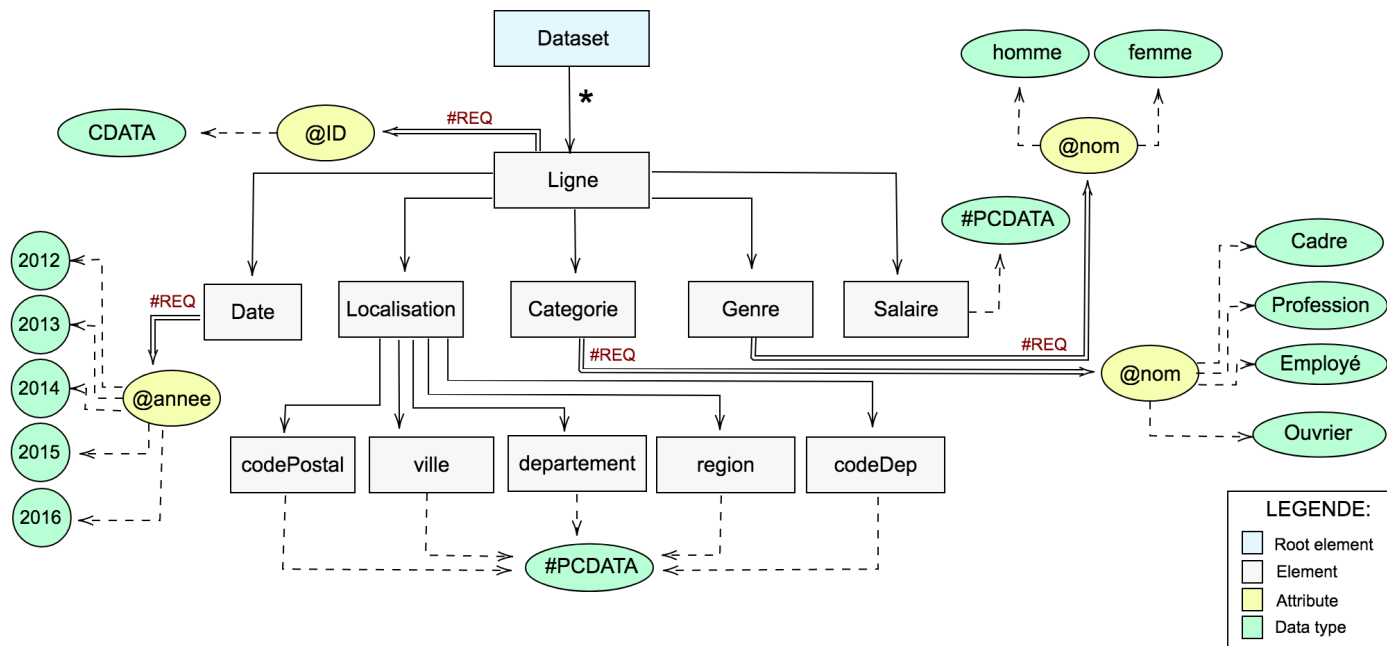 Dataset
*
homme
femme
CDATA
@ID
#REQ
@nom
Ligne
#PCDATA
2012
2013
2014
2015
2016
#REQ
@annee
Date
Localisation
Categorie
Genre
Salaire
#REQ
#REQ
@nom
Cadre
Profession
Employé
Ouvrier
codePostal
ville
departement
region
codeDep
#PCDATA
LEGENDE:
Root element
Element
Attribute
Data type